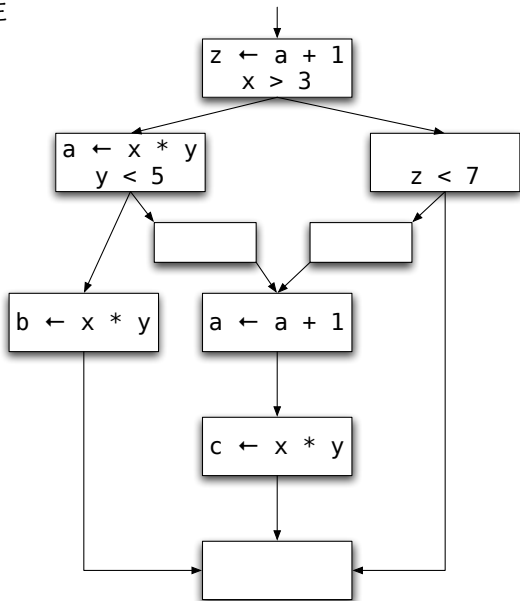 z ← a + 1
x > 3
a ← x * y
y < 5
z < 7
b ← x * y
a ← a + 1
c ← x * y